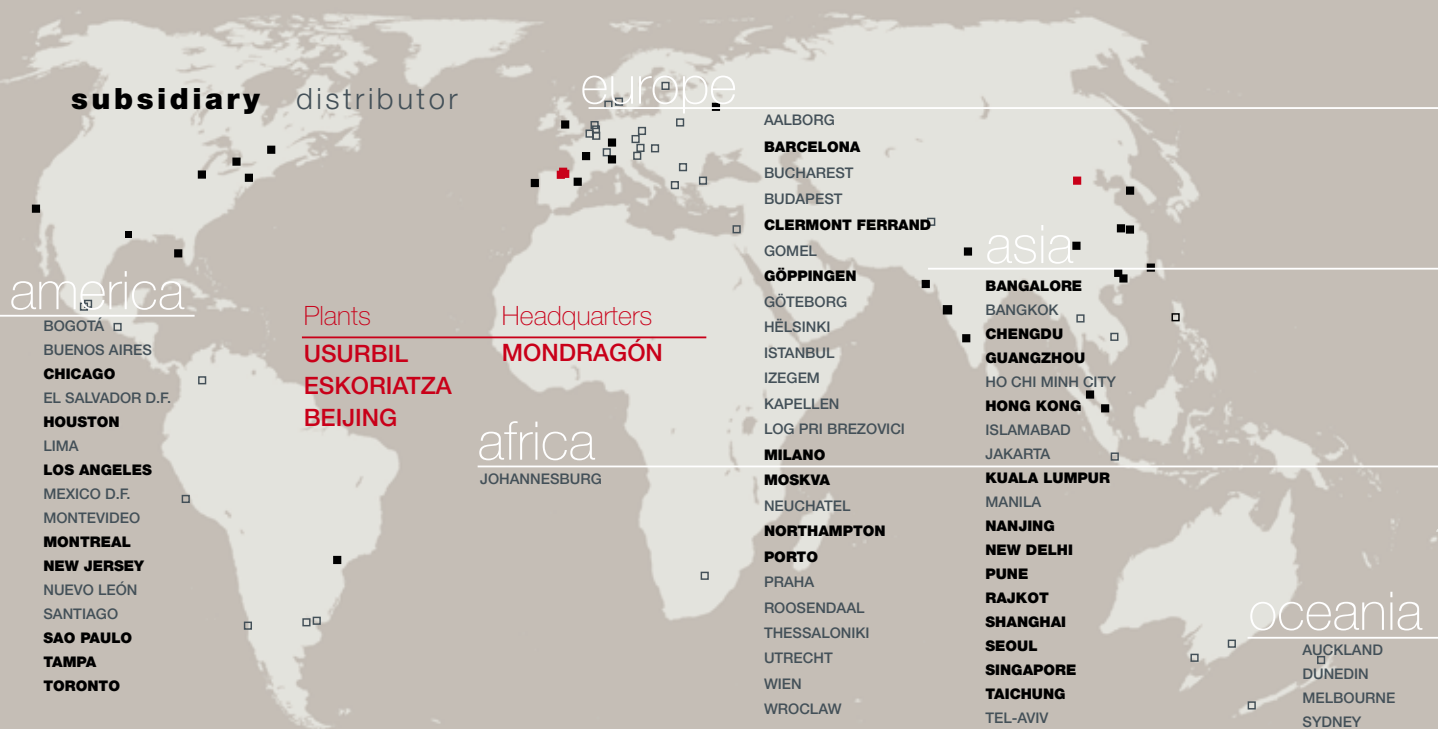 subsidiary distributor
america
BOGOTÁ
BUENOS AIRES
CHICAGO
EL SALVADOR D.F.
HOUSTON
LIMA
LOS ANGELES
MEXICO D.F.
MONTEVIDEO
MONTREAL
NEW JERSEY
NUEVO LEÓN
SANTIAGO
SAO PAULO
TAMPA
TORONTO
Plants
USURBIL
ESKORIATZA
BEIJING
Headquarters
MONDRAGÓN
africa
JOHANNESBURG
europe
AALBORG
BARCELONA
BUCHAREST
BUDAPEST
CLERMONT FERRAND
GOMEL
GÖPPINGEN
GÖTEBORG
HËLSINKI
ISTANBUL
IZEGEM
KAPELLEN
LOG PRI BREZOVICI
MILANO
MOSKVA
NEUCHATEL
NORTHAMPTON
PORTO
PRAHA
ROOSENDAAL
THESSALONIKI
UTRECHT
WIEN
WROCLAW
asia
BANGALORE
BANGKOK
CHENGDU
GUANGZHOU
HO CHI MINH CITY
HONG KONG
ISLAMABAD
JAKARTA
KUALA LUMPUR
MANILA
NANJING
NEW DELHI
PUNE
RAJKOT
SHANGHAI
SEOUL
SINGAPORE
TAICHUNG
TEL-AVIV
oceania
AUCKLAND
DUNEDIN
MELBOURNE
SYDNEY